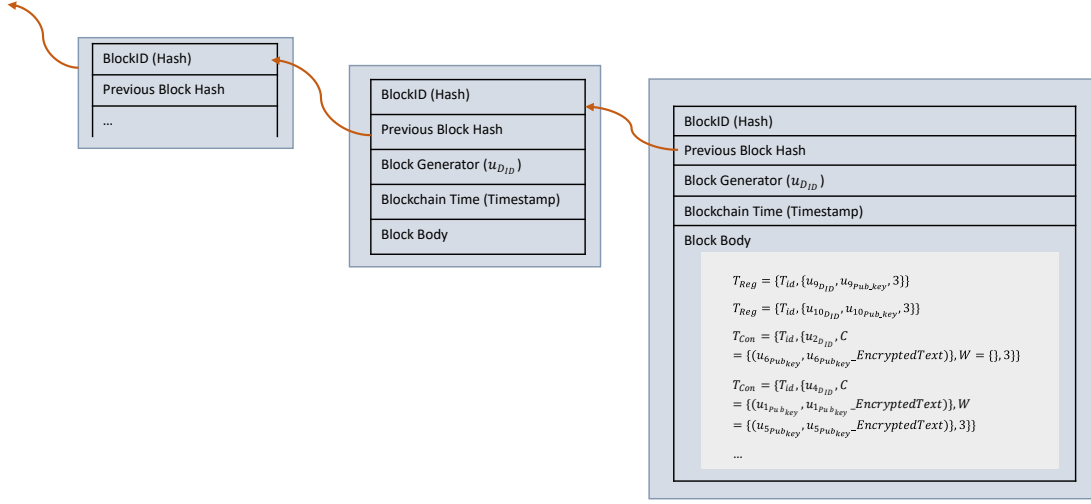 BlockID (Hash)
Previous Block Hash
...
BlockID (Hash)
Previous Block Hash
Block Generator (𝑢_{D_{ID}})
Blockchain Time (Timestamp)
Block Body
BlockID (Hash)
Previous Block Hash
Block Generator (𝑢_{D_{ID}})
Blockchain Time (Timestamp)
Block Body
T_{Reg} = {T_{id}, {u_{9_{D_{ID}}}, u_{9_{Pub\_key}}, 3}}
T_{Reg} = {T_{id}, {u_{10_{D_{ID}}}, u_{10_{Pub\_key}}, 3}}
T_{Con} = {T_{id}, {u_{2_{D_{ID}}}, C
= {(u_{6_{Pub_{key}}}, u_{6_{Pub_{key}}}_EncryptedText)}, W = {}, 3}}
T_{Con} = {T_{id}, {u_{4_{D_{ID}}}, C
= {(u_{1_{Pub_{key}}}, u_{1_{Pub_{key}}}_EncryptedText)}, W
= {(u_{5_{Pub_{key}}}, u_{5_{Pub_{key}}}_EncryptedText)}, 3}}
...